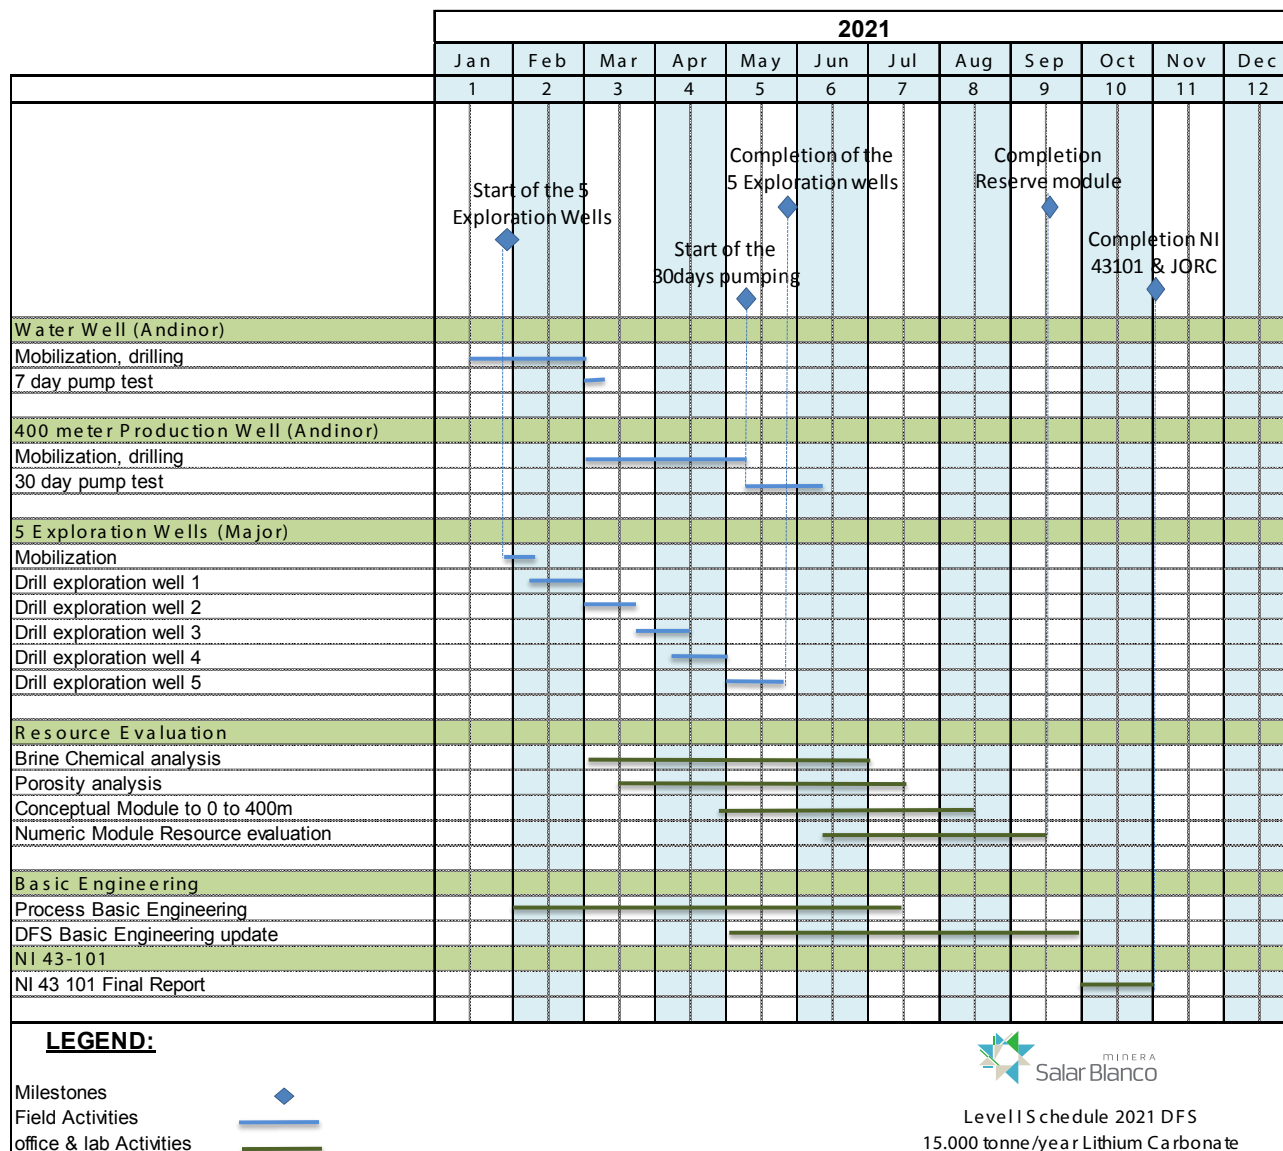 2021
Jan Feb Mar Apr May Jun Jul Aug Sep Oct Nov Dec
1 2 3 4 5 6 7 8 9 10 11 12
Completion of the
5 Exploration wells
Completion
Reserve module
Start of the 5
Exploration Wells
Start of the
30days pumping
Completion NI
43101 & JORC
Water Well (Andinor)
Mobilization, drilling
7 day pump test
400 meter Production Well (Andinor)
Mobilization, drilling
30 day pump test
5 Exploration Wells (Major)
Mobilization
Drill exploration well 1
Drill exploration well 2
Drill exploration well 3
Drill exploration well 4
Drill exploration well 5
Resource Evaluation
Brine Chemical analysis
Porosity analysis
Conceptual Module to 0 to 400m
Numeric Module Resource evaluation
Basic Engineering
Process Basic Engineering
DFS Basic Engineering update
NI 43-101
NI 43 101 Final Report
LEGEND:
Milestones
Field Activities
office & lab Activities
MINERA
Salar Blanco
Level I Schedule 2021 DFS
15.000 tonne/year Lithium Carbonate